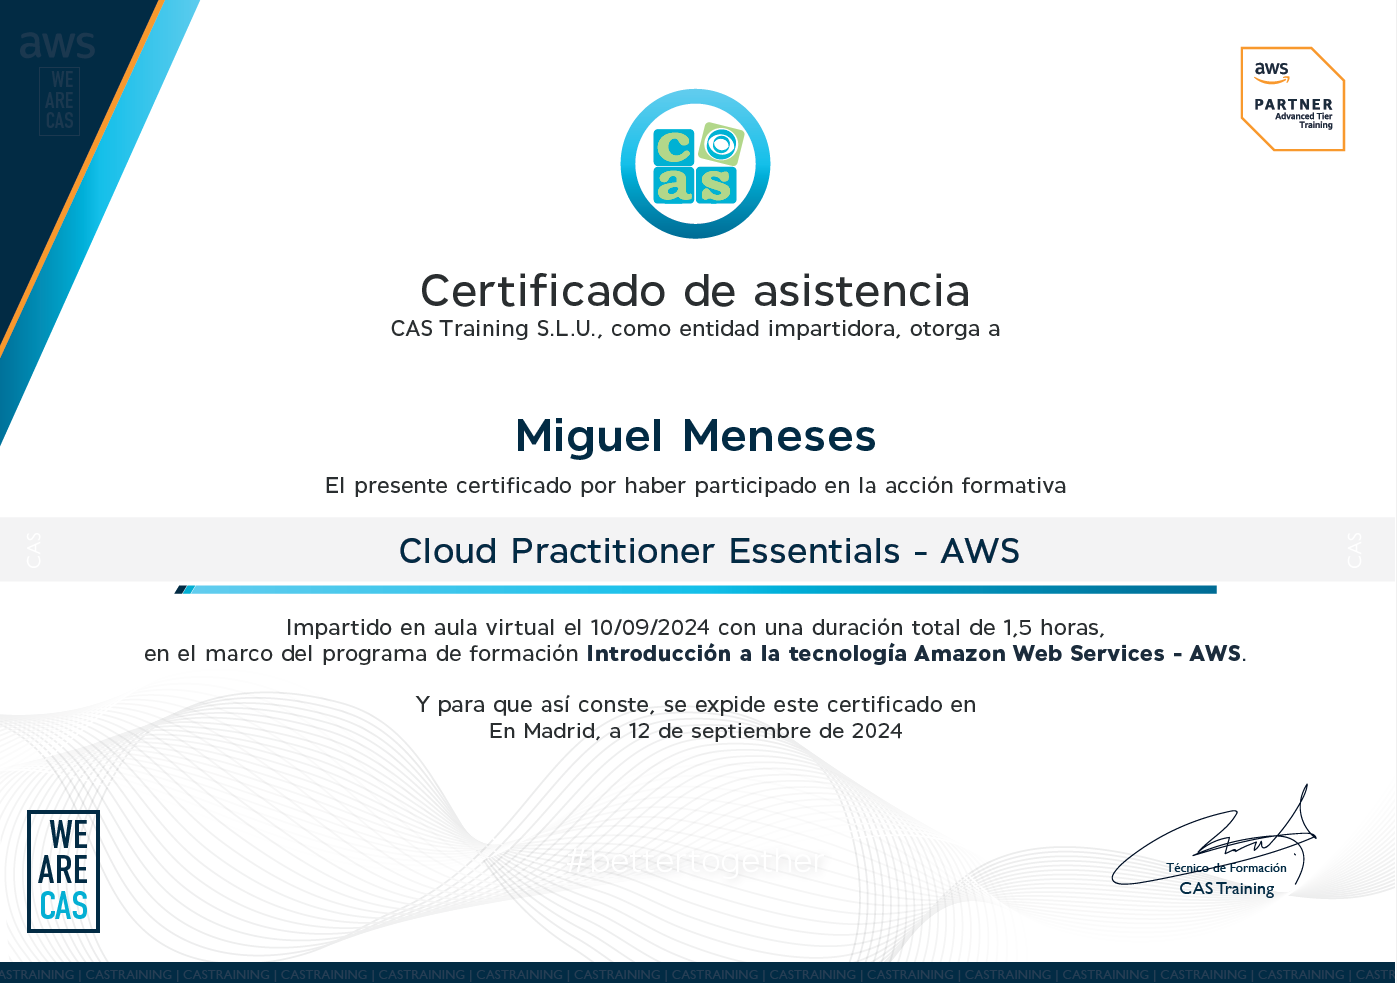 aws
WE
ARE
CAS
aws
PARTNER
Advanced Tier
Training
c o
a s
Certificado de asistencia
CAS Training S.L.U., como entidad impartidora, otorga a
Miguel Meneses
El presente certificado por haber participado en la acción formativa
CAS
Cloud Practitioner Essentials - AWS
CAS
Impartido en aula virtual el 10/09/2024 con una duración total de 1,5 horas,
en el marco del programa de formación Introducción a la tecnología Amazon Web Services - AWS.
Y para que así conste, se expide este certificado en
En Madrid, a 12 de septiembre de 2024
WE
ARE
CAS
#bettertogether
Técnico de Formación
CAS Training
ASTRAINING | CASTRAINING | CASTRAINING | CASTRAINING | CASTRAINING | CASTRAINING | CASTRAINING | CASTRAINING | CASTRAINING | CASTRAINING | CASTRAINING | CASTRAINING | CASTRAINING | CASTRAINING | CASTR